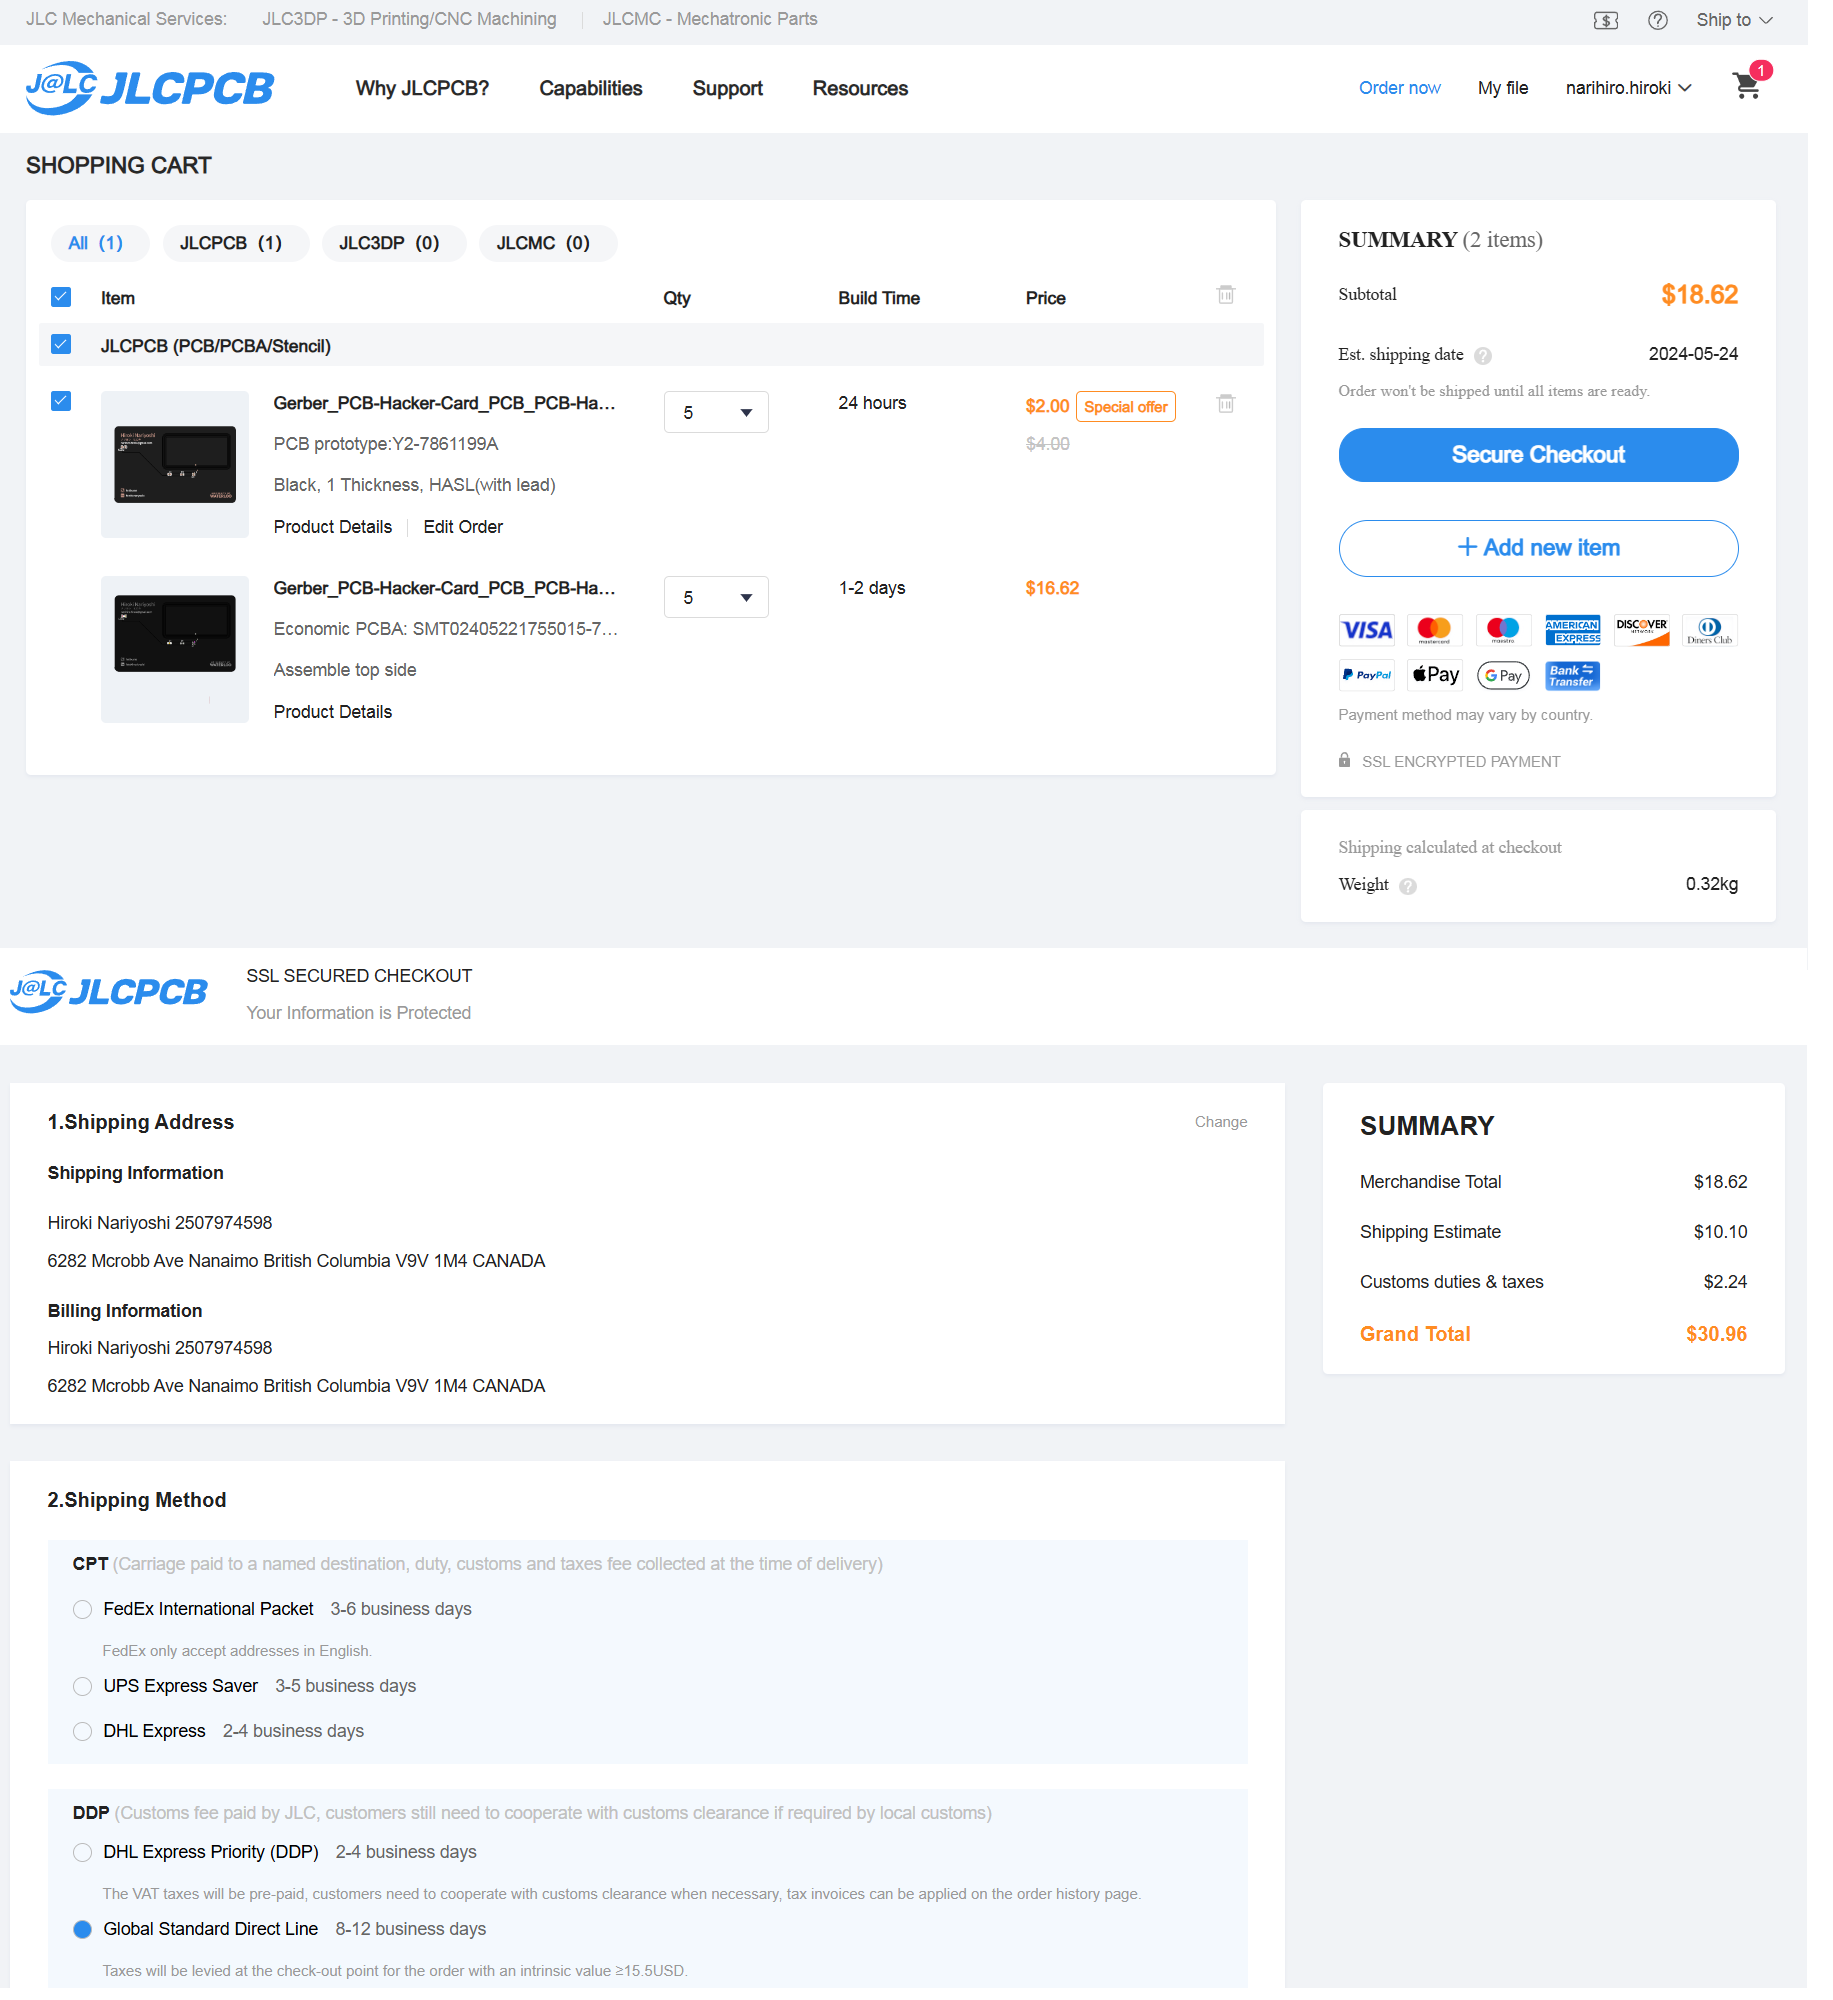 JLC Mechanical Services: JLC3DP - 3D Printing/CNC Machining JLCMC - Mechatronic Parts Ship to
J@LC JLCPCB Why JLCPCB? Capabilities Support Resources Order now My file narihiro.hiroki 1
SHOPPING CART
All (1) JLCPCB (1) JLC3DP (0) JLCMC (0)
Item Qty Build Time Price
JLCPCB (PCB/PCBA/Stencil)
Gerber_PCB-Hacker-Card_PCB_PCB-Ha... 5 24 hours $2.00 Special offer
PCB prototype:Y2-7861199A $4.00
Black, 1 Thickness, HASL(with lead)
Product Details Edit Order
Gerber_PCB-Hacker-Card_PCB_PCB-Ha... 5 1-2 days $16.62
Economic PCBA: SMT02405221755015-7...
Assemble top side
Product Details
SUMMARY (2 items)
Subtotal $18.62
Est. shipping date ? 2024-05-24
Order won't be shipped until all items are ready.
Secure Checkout
+ Add new item
VISA mastercard maestro AMERICAN EXPRESS DISCOVER NETWORK Diners Club
PayPal Pay G Pay Bank Transfer
Payment method may vary by country.
SSL ENCRYPTED PAYMENT
Shipping calculated at checkout
Weight ? 0.32kg
J@LC JLCPCB SSL SECURED CHECKOUT
Your Information is Protected
1.Shipping Address Change
Shipping Information
Hiroki Nariyoshi 2507974598
6282 Mcrobb Ave Nanaimo British Columbia V9V 1M4 CANADA
Billing Information
Hiroki Nariyoshi 2507974598
6282 Mcrobb Ave Nanaimo British Columbia V9V 1M4 CANADA
SUMMARY
Merchandise Total $18.62
Shipping Estimate $10.10
Customs duties & taxes $2.24
Grand Total $30.96
2.Shipping Method
CPT (Carriage paid to a named destination, duty, customs and taxes fee collected at the time of delivery)
FedEx International Packet 3-6 business days
FedEx only accept addresses in English.
UPS Express Saver 3-5 business days
DHL Express 2-4 business days
DDP (Customs fee paid by JLC, customers still need to cooperate with customs clearance if required by local customs)
DHL Express Priority (DDP) 2-4 business days
The VAT taxes will be pre-paid, customers need to cooperate with customs clearance when necessary, tax invoices can be applied on the order history page.
Global Standard Direct Line 8-12 business days
Taxes will be levied at the check-out point for the order with an intrinsic value ≥15.5USD.